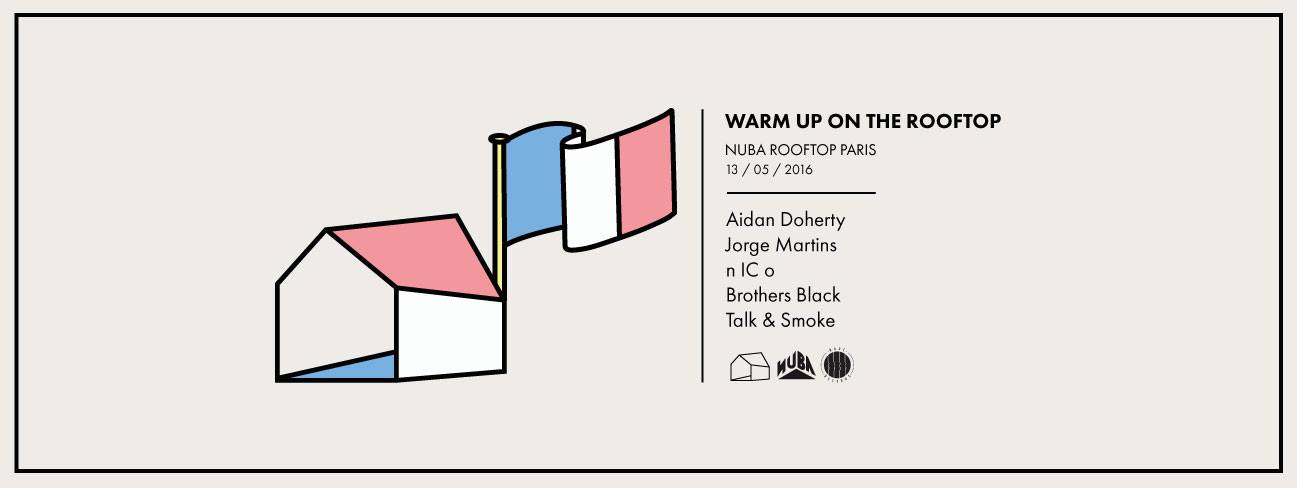 WARM UP ON THE ROOFTOP
NUBA ROOFTOP PARIS
13 / 05 / 2016
Aidan Doherty
Jorge Martins
n IC o
Brothers Black
Talk & Smoke
NUBA